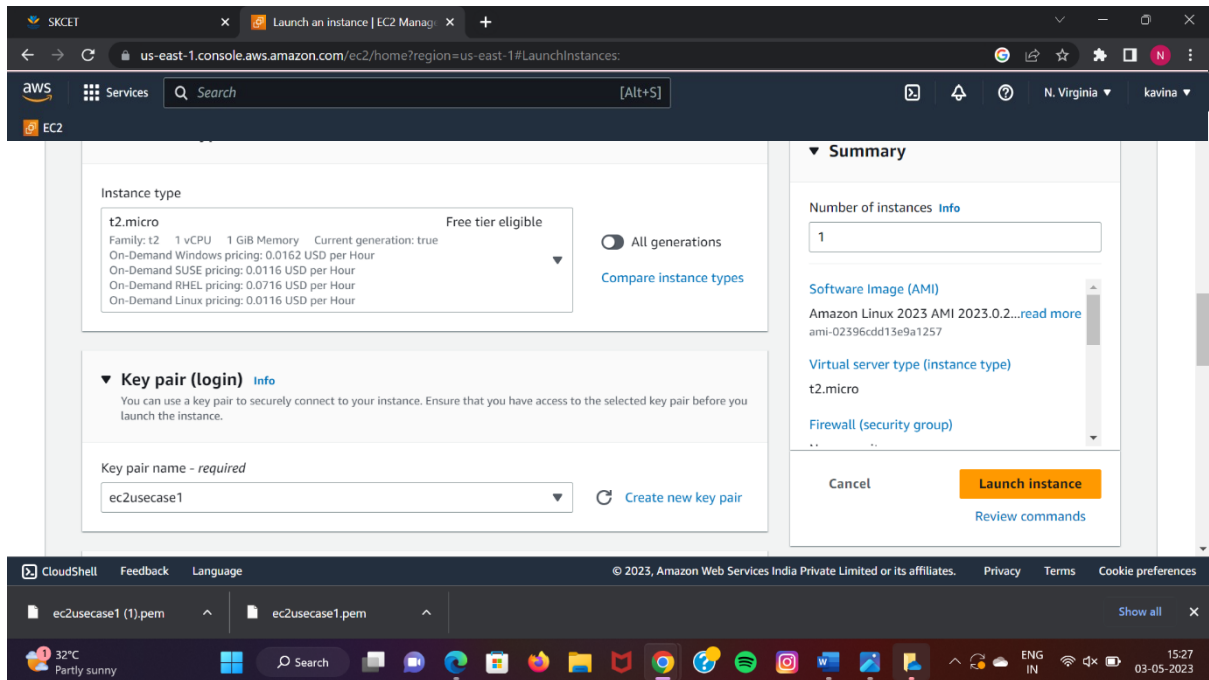 SKCET
Launch an instance | EC2 Manag
us-east-1.console.aws.amazon.com/ec2/home?region=us-east-1#LaunchInstances:
N
aws
Services
Search
[Alt+S]
N. Virginia
kavina
EC2
Instance type
t2.micro
Free tier eligible
Family: t2 1 vCPU 1 GiB Memory Current generation: true
On-Demand Windows pricing: 0.0162 USD per Hour
On-Demand SUSE pricing: 0.0116 USD per Hour
On-Demand RHEL pricing: 0.0716 USD per Hour
On-Demand Linux pricing: 0.0116 USD per Hour
All generations
Compare instance types
Key pair (login) Info
You can use a key pair to securely connect to your instance. Ensure that you have access to the selected key pair before you
launch the instance.
Key pair name - required
ec2usecase1
Create new key pair
Summary
Number of instances Info
1
Software Image (AMI)
Amazon Linux 2023 AMI 2023.0.2...read more
ami-02396cdd13e9a1257
Virtual server type (instance type)
t2.micro
Firewall (security group)
Cancel
Launch instance
Review commands
CloudShell
Feedback
Language
© 2023, Amazon Web Services India Private Limited or its affiliates.
Privacy
Terms
Cookie preferences
ec2usecase1 (1).pem
ec2usecase1.pem
Show all
1
32°C
Partly sunny
Search
ENG
IN
15:27
03-05-2023